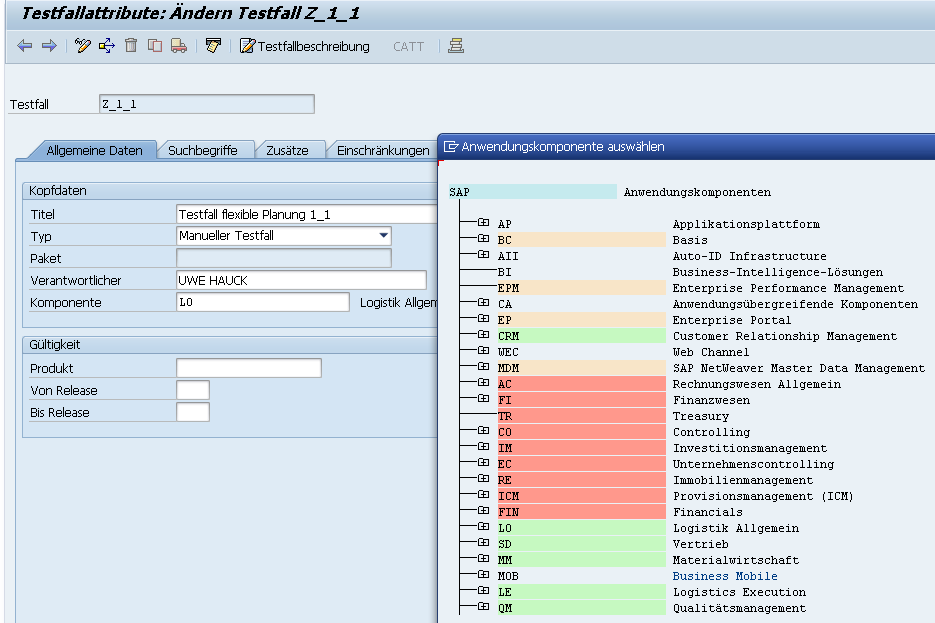 Testfallattribute: Ändern Testfall Z_1_1
Testfallbeschreibung CATT
Testfall Z_1_1
Allgemeine Daten Suchbegriffe Zusätze Einschränkungen
Kopfdaten
Titel Testfall flexible Planung 1_1
Typ Manueller Testfall
Paket
Verantwortlicher UWE HAUCK
Komponente LO Logistik Allgem
Gültigkeit
Produkt
Von Release
Bis Release
Anwendungskomponente auswählen
SAP Anwendungskomponenten
AP Applikationsplattform
BC Basis
AII Auto-ID Infrastructure
BI Business-Intelligence-Lösungen
EPM Enterprise Performance Management
CA Anwendungsübergreifende Komponenten
EP Enterprise Portal
CRM Customer Relationship Management
WEC Web Channel
MDM SAP NetWeaver Master Data Management
AC Rechnungswesen Allgemein
FI Finanzwesen
TR Treasury
CO Controlling
IM Investitionsmanagement
EC Unternehmenscontrolling
RE Immobilienmanagement
ICM Provisionsmanagement (ICM)
FIN Financials
LO Logistik Allgemein
SD Vertrieb
MM Materialwirtschaft
MOB Business Mobile
LE Logistics Execution
QM Qualitätsmanagement